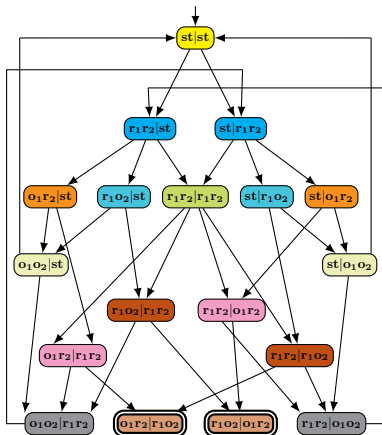 st|st
r₁r₂|st st|r₁r₂
o₁r₂|st r₁o₂|st r₁r₂|r₁r₂ st|r₁o₂ st|o₁r₂
o₁o₂|st st|o₁o₂
r₁o₂|r₁r₂ r₁r₂|o₁r₂
o₁r₂|r₁r₂ r₁r₂|r₁o₂
o₁o₂|r₁r₂ o₁r₂|r₁o₂ r₁o₂|o₁r₂ r₁r₂|o₁o₂